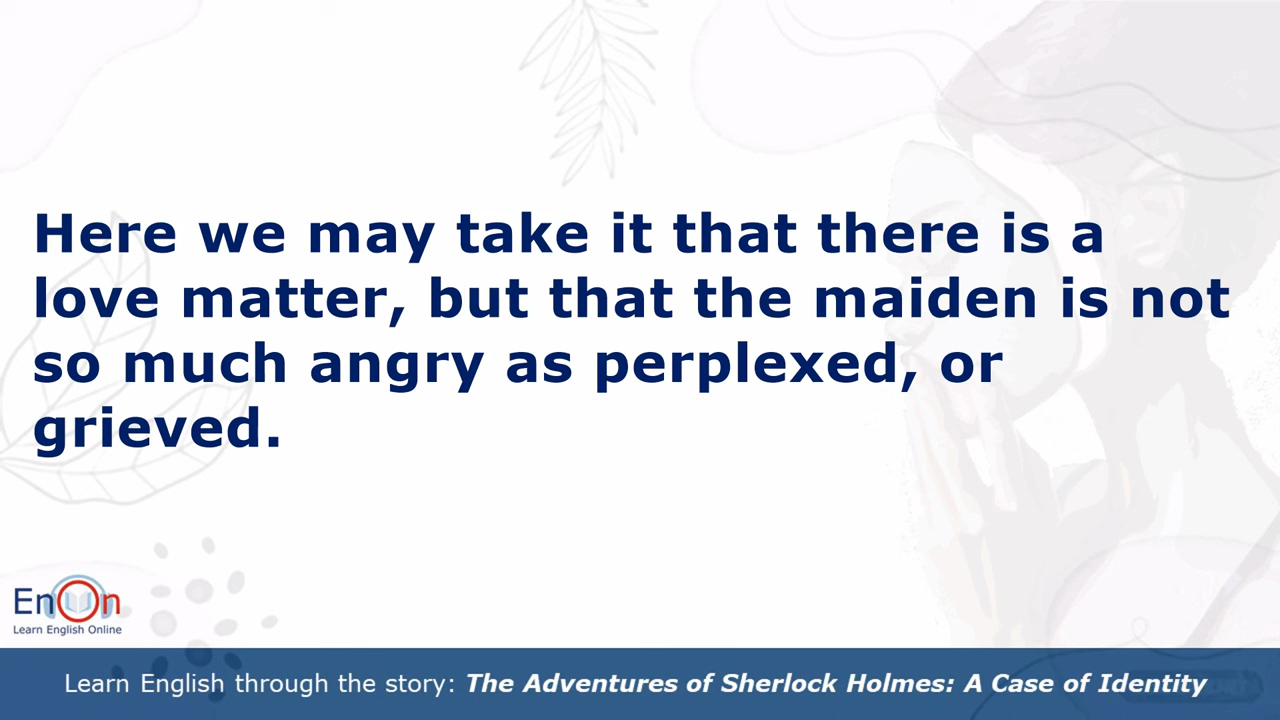 Here we may take it that there is a
love matter, but that the maiden is not
so much angry as perplexed, or
grieved.
EnOn
Learn English Online
Learn English through the story: The Adventures of Sherlock Holmes: A Case of Identity